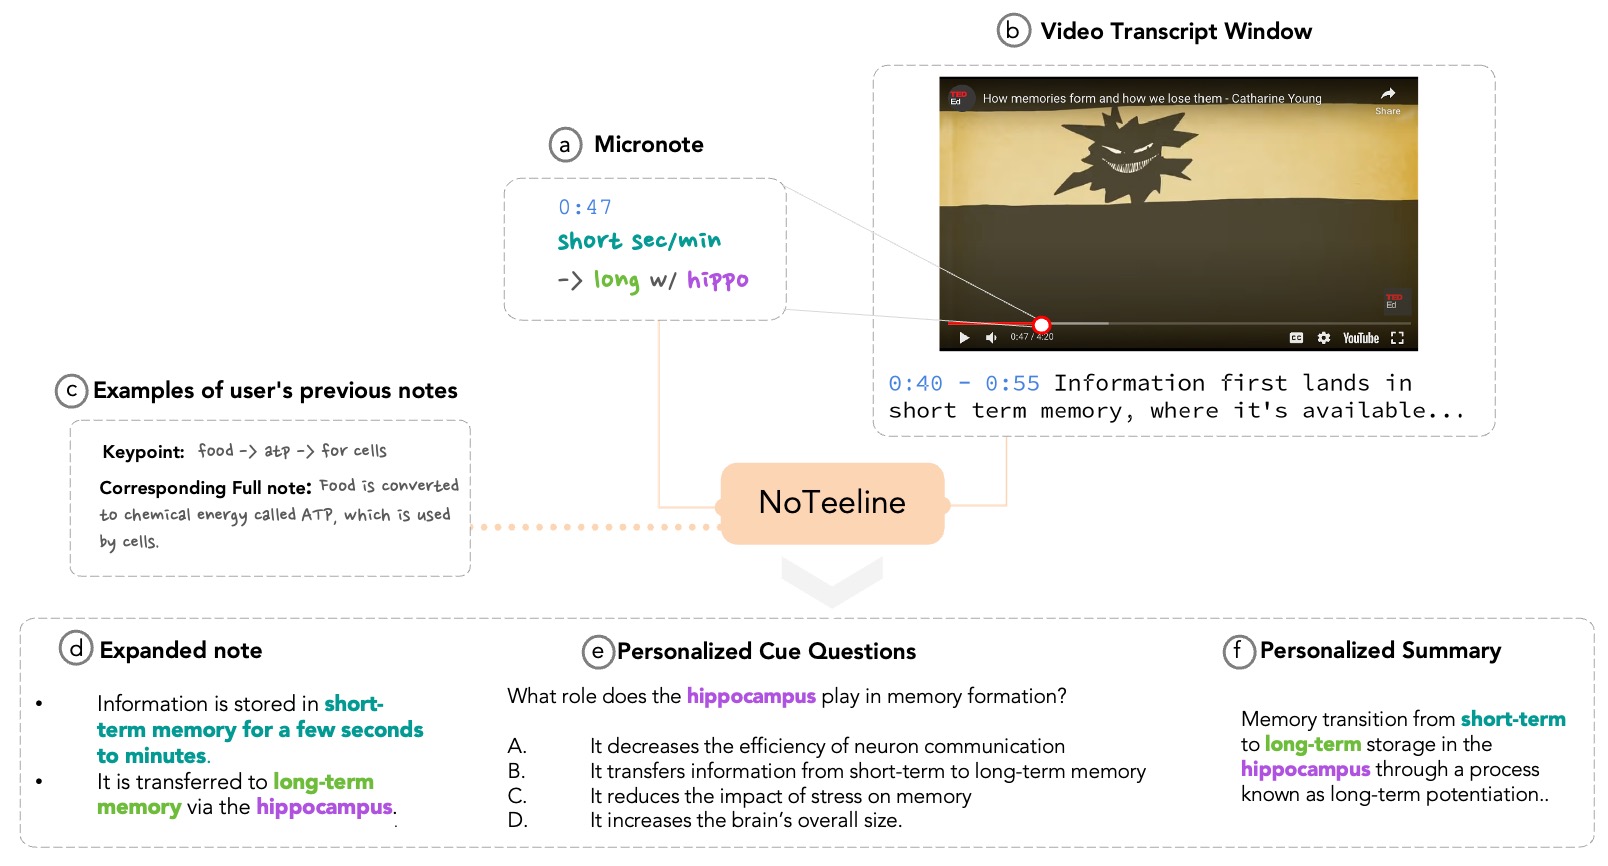 b Video Transcript Window
TED Ed How memories form and how we lose them - Catharine Young
Share
a Micronote
0:47
short sec/min
-> long w/ hippo
TED Ed
0:47 / 4:20 CC YouTube
0:40 - 0:55 Information first lands in
short term memory, where it's available...
c Examples of user's previous notes
Keypoint: food -> atp -> for cells
Corresponding Full note: Food is converted
to chemical energy called ATP, which is used
by cells.
NoTeeline
d Expanded note
• Information is stored in short-
term memory for a few seconds
to minutes.
• It is transferred to long-term
memory via the hippocampus.
.
e Personalized Cue Questions
What role does the hippocampus play in memory formation?
A. It decreases the efficiency of neuron communication
B. It transfers information from short-term to long-term memory
C. It reduces the impact of stress on memory
D. It increases the brain's overall size.
f Personalized Summary
Memory transition from short-term
to long-term storage in the
hippocampus through a process
known as long-term potentiation..